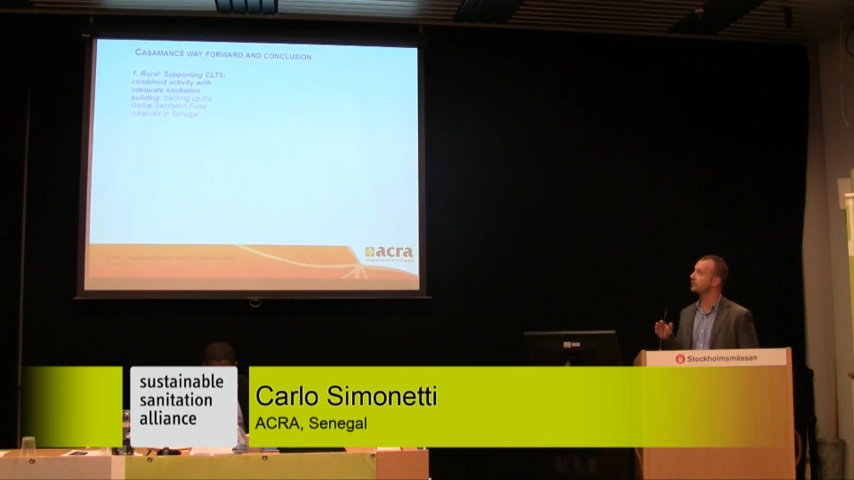 CASAMANCE WAY FORWARD AND CONCLUSION
1. Rural: Supporting CLTS-
combined activity with
adequate sanitation
building, tracking up the
Global Sanitation Fund
initiatives in Senegal
acra
Stockholmsmässan
sustainable
sanitation
alliance
Carlo Simonetti
ACRA, Senegal